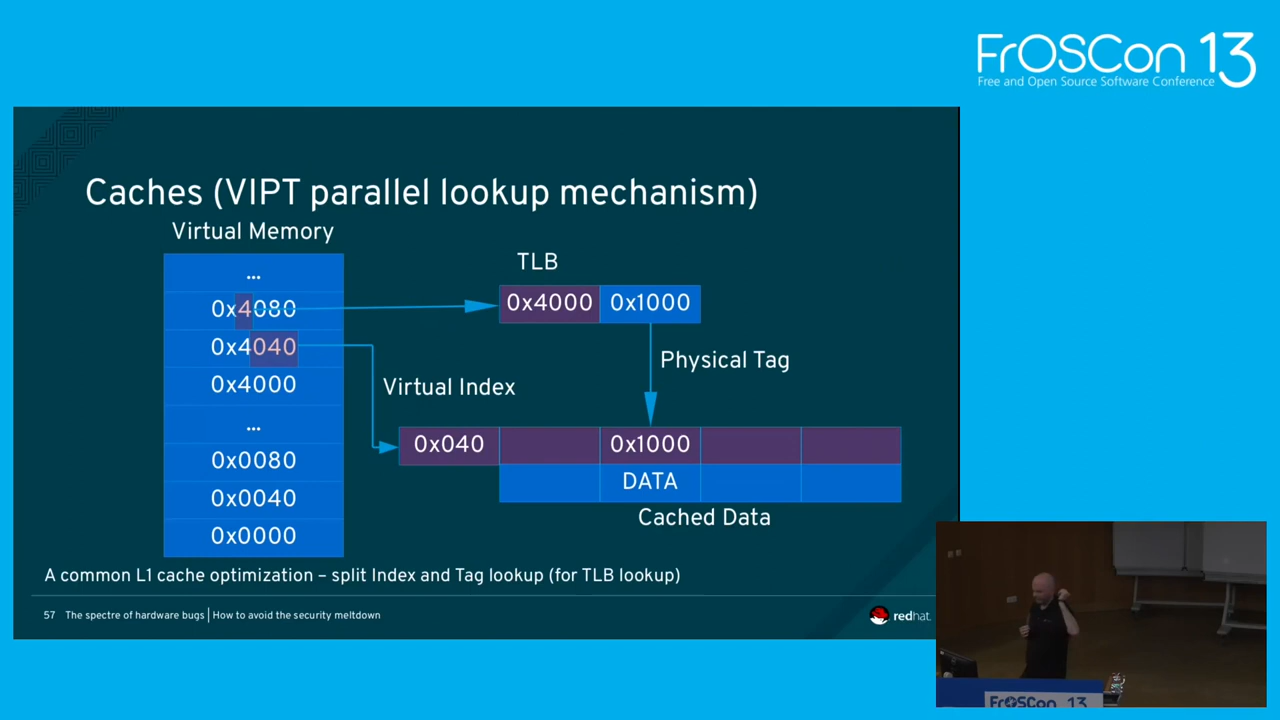 FrOSCon 13
Free and Open Source Software Conference
Caches (VIPT parallel lookup mechanism)
Virtual Memory
...
0x4080
0x4040
0x4000
...
0x0080
0x0040
0x0000
TLB
0x4000 0x1000
Physical Tag
Virtual Index
0x040 0x1000
DATA
Cached Data
A common L1 cache optimization – split Index and Tag lookup (for TLB lookup)
57 The spectre of hardware bugs | How to avoid the security meltdown
redhat.
FrOSCon 13